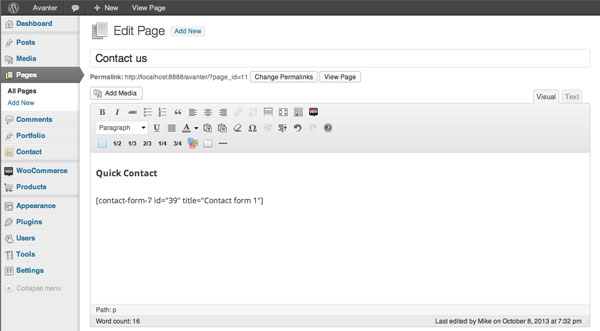 Avanter
0
+ New
View Page
Dashboard
Posts
Media
Pages
All Pages
Add New
Comments
Portfolio
Contact
WooCommerce
Products
Appearance
Plugins
Users
Tools
Settings
Collapse menu
Edit Page Add New
Contact us
Permalink: http://localhost:8888/avanter/?page_id=11 Change Permalinks View Page
Add Media
Visual Text
B I ABC
Paragraph U A Ω
1/2 1/3 2/3 1/4 3/4
Quick Contact
[contact-form-7 id="39" title="Contact form 1"]
Path: p
Word count: 16 Last edited by Mike on October 8, 2013 at 7:32 pm